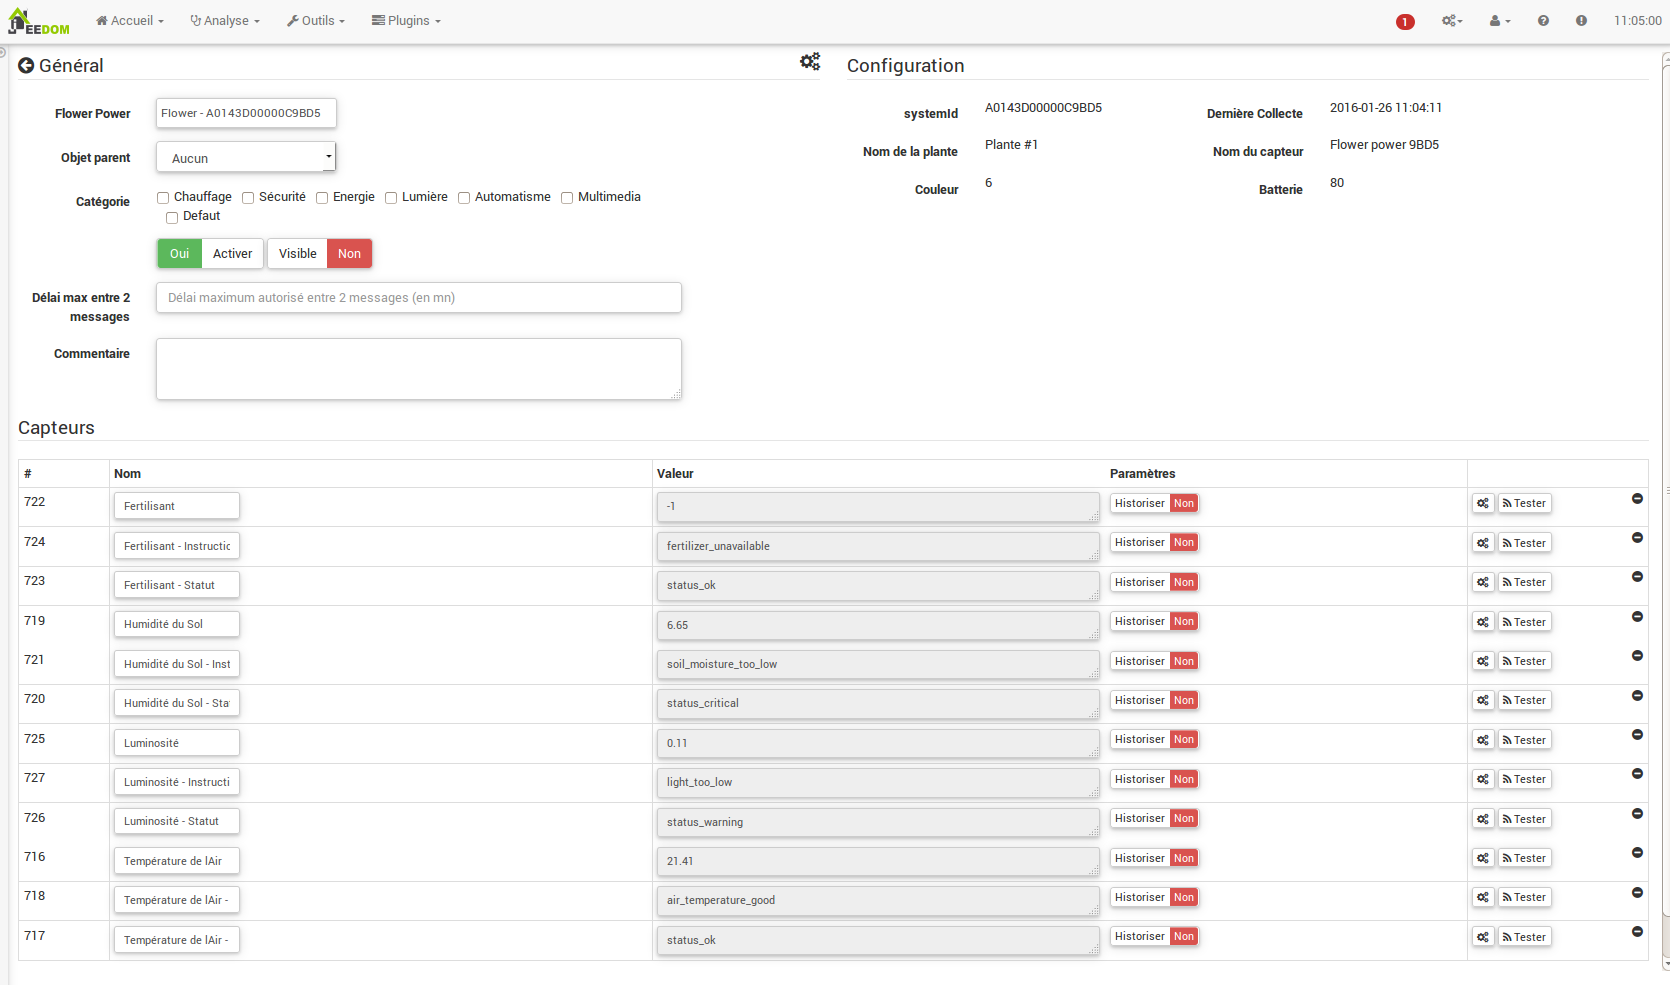 JEEDOM Accueil Analyse Outils Plugins 1 11:05:00
Général
Configuration
Flower Power Flower - A0143D00000C9BD5
systemId A0143D00000C9BD5 Dernière Collecte 2016-01-26 11:04:11
Objet parent Aucun
Nom de la plante Plante #1 Nom du capteur Flower power 9BD5
Couleur 6 Batterie 80
Catégorie Chauffage Sécurité Energie Lumière Automatisme Multimedia
Defaut
Oui Activer Visible Non
Délai max entre 2
messages
Délai maximum autorisé entre 2 messages (en mn)
Commentaire
Capteurs
# Nom Valeur Paramètres
722 Fertilisant -1 Historiser Non Tester
724 Fertilisant - Instructic fertilizer_unavailable Historiser Non Tester
723 Fertilisant - Statut status_ok Historiser Non Tester
719 Humidité du Sol 6.65 Historiser Non Tester
721 Humidité du Sol - Inst soil_moisture_too_low Historiser Non Tester
720 Humidité du Sol - Sta status_critical Historiser Non Tester
725 Luminosité 0.11 Historiser Non Tester
727 Luminosité - Instructi light_too_low Historiser Non Tester
726 Luminosité - Statut status_warning Historiser Non Tester
716 Température de lAir 21.41 Historiser Non Tester
718 Température de lAir - air_temperature_good Historiser Non Tester
717 Température de lAir - status_ok Historiser Non Tester